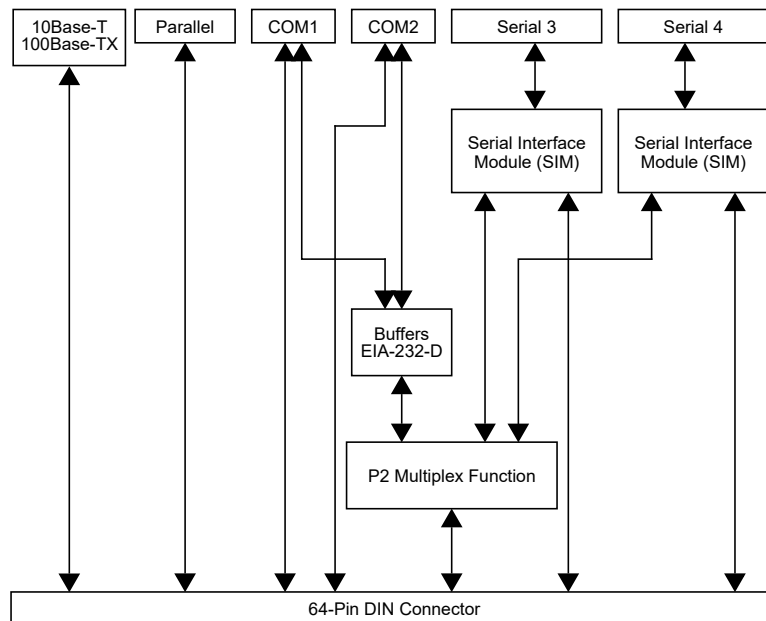 10Base-T
100Base-TX
Parallel
COM1
COM2
Serial 3
Serial 4
Serial Interface
Module (SIM)
Serial Interface
Module (SIM)
Buffers
EIA-232-D
P2 Multiplex Function
64-Pin DIN Connector